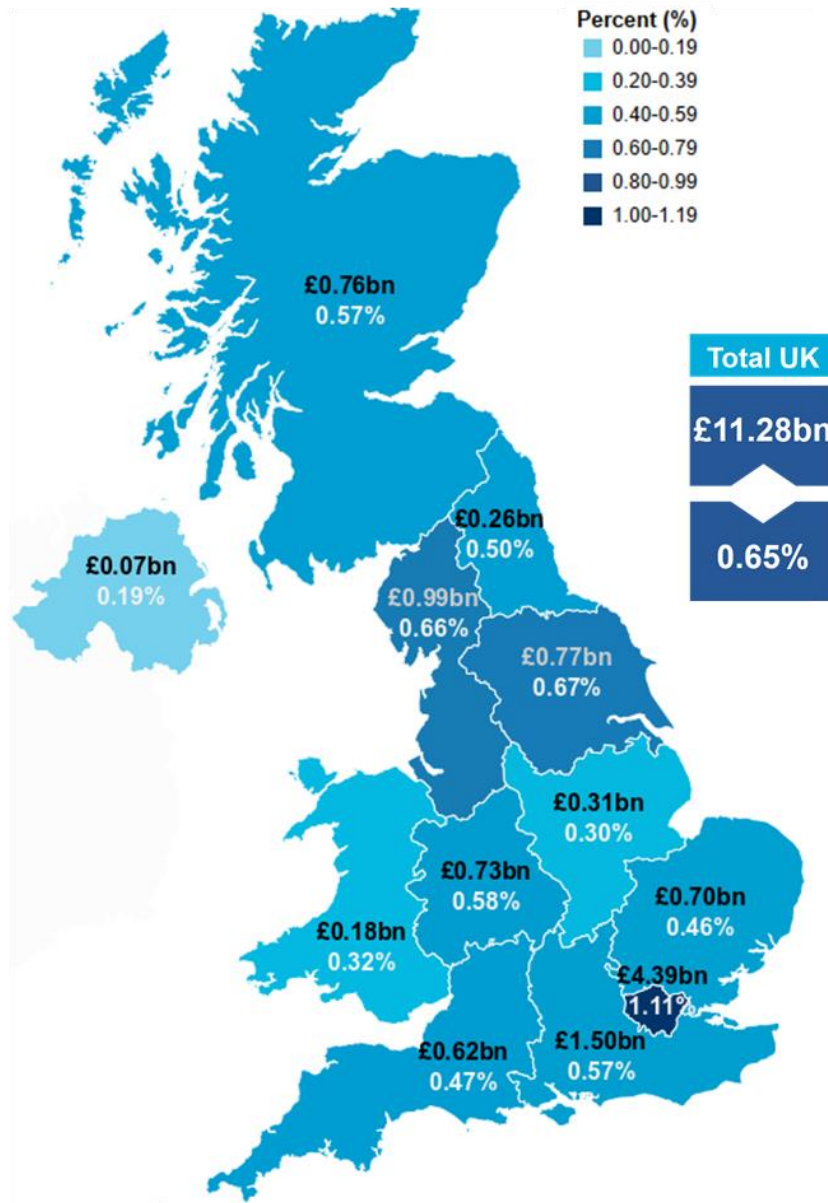 Percent (%)
0.00-0.19
0.20-0.39
0.40-0.59
0.60-0.79
0.80-0.99
1.00-1.19
£0.76bn
0.57%
Total UK
£11.28bn
0.65%
£0.26bn
0.50%
£0.07bn
0.19%
£0.99bn
0.66%
£0.77bn
0.67%
£0.31bn
0.30%
£0.73bn
0.58%
£0.70bn
0.46%
£0.18bn
0.32%
£4.39bn
1.11%
£0.62bn
0.47%
£1.50bn
0.57%